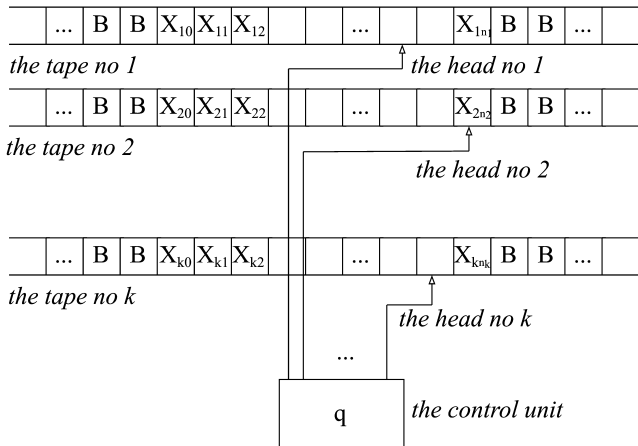 ... B B X₁₀ X₁₁ X₁₂ ... X₁ₙ₁ B B ...
the tape no 1 the head no 1
... B B X₂₀ X₂₁ X₂₂ ... X₂ₙ₂ B B ...
the tape no 2
the head no 2
... B B Xₖ₀ Xₖ₁ Xₖ₂ ... Xₖₙₖ B B ...
the tape no k
the head no k
...
q the control unit